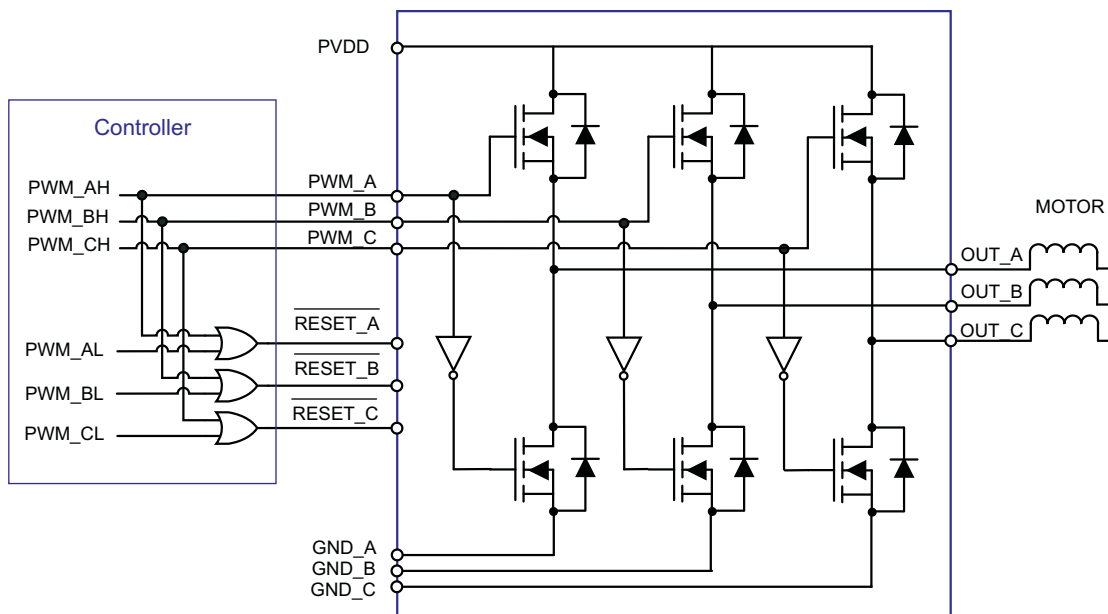 PVDD
Controller
PWM_AH
PWM_A
PWM_BH
PWM_B
PWM_CH
PWM_C
MOTOR
OUT_A
OUT_B
OUT_C
RESET_A
PWM_AL
RESET_B
PWM_BL
RESET_C
PWM_CL
GND_A
GND_B
GND_C